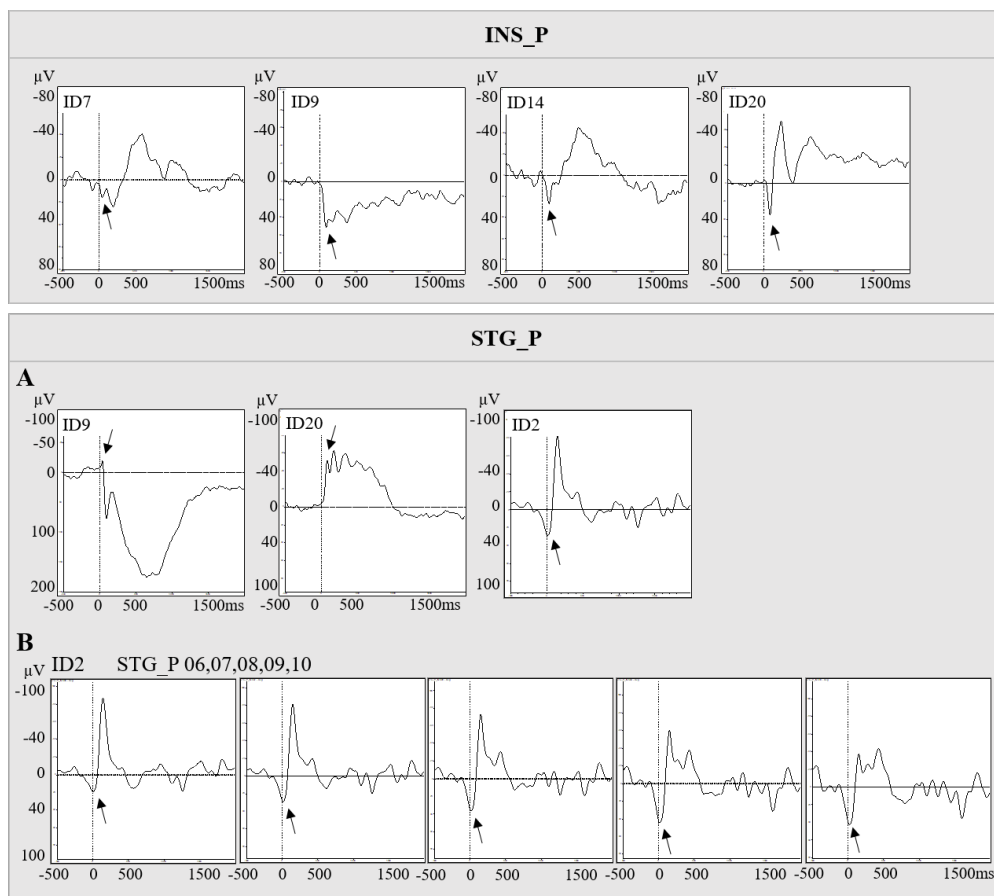 INS_P
µV µV µV µV
-80 -80 -80 -80
ID7 ID9 ID14 ID20
-40 -40 -40 -40
0 0 0 0
40 40 40 40
80 80 80 80
-500 0 500 1500ms -500 0 500 1500ms -500 0 500 1500ms -500 0 500 1500ms
STG_P
A
µV µV µV
-100 -100 -100
ID9 ID20 ID2
-50 -40 -40
0 0 0
100 40 40
200 100 100
-500 0 500 1500ms -500 0 500 1500ms -500 0 500 1500ms
B
µV ID2 STG_P 06,07,08,09,10
-100
-40
0
40
100
-500 0 500 1500 -500 0 500 1500 -500 0 500 1500 -500 0 500 1500 -500 0 500 1500ms